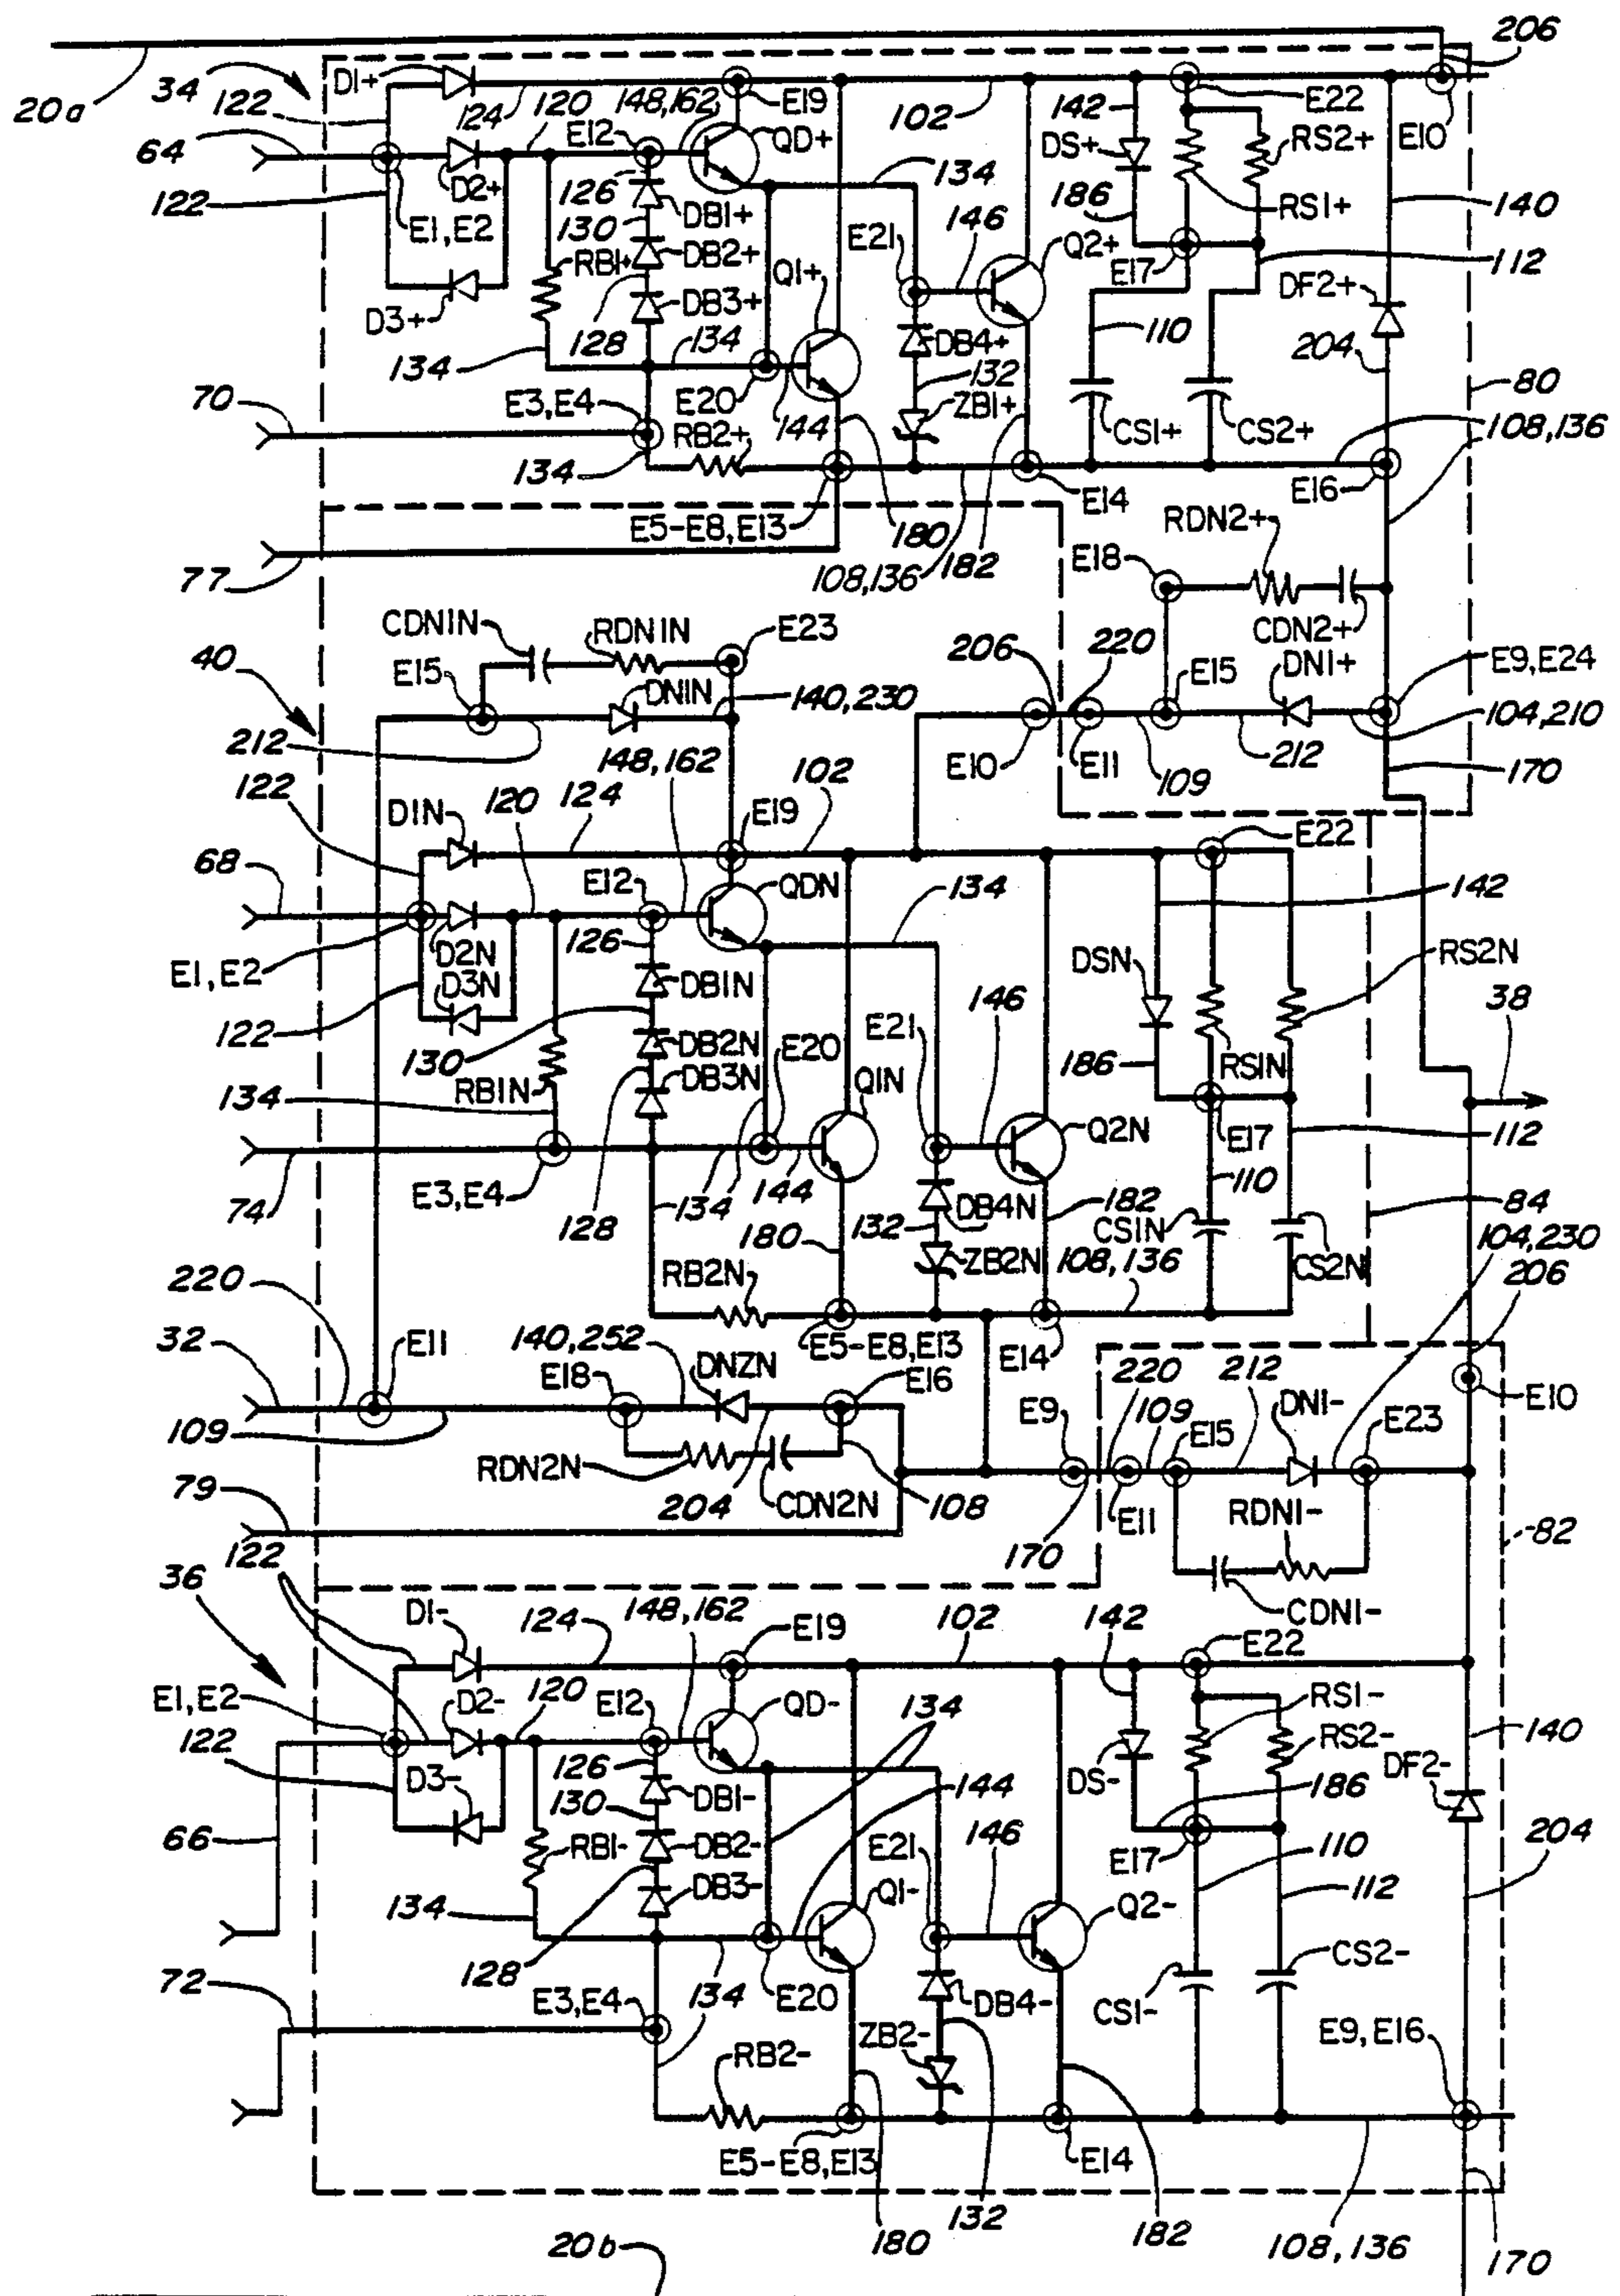 206
34
D1+
20a
122
124
120
148,162
E19
102
142
E22
E10
64
E12
QD+
DS+
RS2+
122
D2+
126
DB1+
134
186
RS1+
140
E1,E2
130
E21
146
Q2+
E17
112
RB1+
DB2+
Q1+
DF2+
D3+
DB3+
110
128
134
DB4+
204
134
132
80
70
E3,E4
E20
ZB1+
CS1+
CS2+
108,136
RB2+
144
134
E14
E16
RDN2+
E5-E8,E13
180
182
77
108,136
E18
CDN1N
RDN1N
E23
CDN2+
40
206
220
DN1+
E9,E24
E15
DN1N
E15
140,230
104,210
212
148,162
E10
E11
109
212
170
122
D1N
120
124
102
E19
E22
68
E12
QDN
134
142
D2N
126
RS2N
E1,E2
D3N
DSN
DB1N
146
38
122
E21
130
DB2N
E20
RB1N
DB3N
Q1N
186
RS1N
134
Q2N
E17
112
E3,E4
144
110
74
134
182
DB4N
84
128
132
CS1N
180
104,230
RB2N
ZB2N
108,136
CS2N
220
206
140,252
E11
E5-E8,E13
32
DNZN
E14
E18
E16
220
212
DN1-
E10
109
E9
109
E15
E23
RDN2N
79
204
CDN2N
108
E11
RDN1-
82
122
170
36
D1-
124
148,162
CDN1-
E19
102
142
E22
E1,E2
D2-
120
E12
QD-
134
RS1-
122
126
RS2-
140
D3-
DB1-
DS-
DF2-
130
144
186
66
RB1-
DB2-
E21
146
204
E17
110
DB3-
Q1-
112
134
Q2-
128
CS2-
72
134
E20
DB4-
CS1-
E3,E4
ZB2-
E9,E16
RB2-
E5-E8,E13
E14
132
180
182
108,136
20b
170